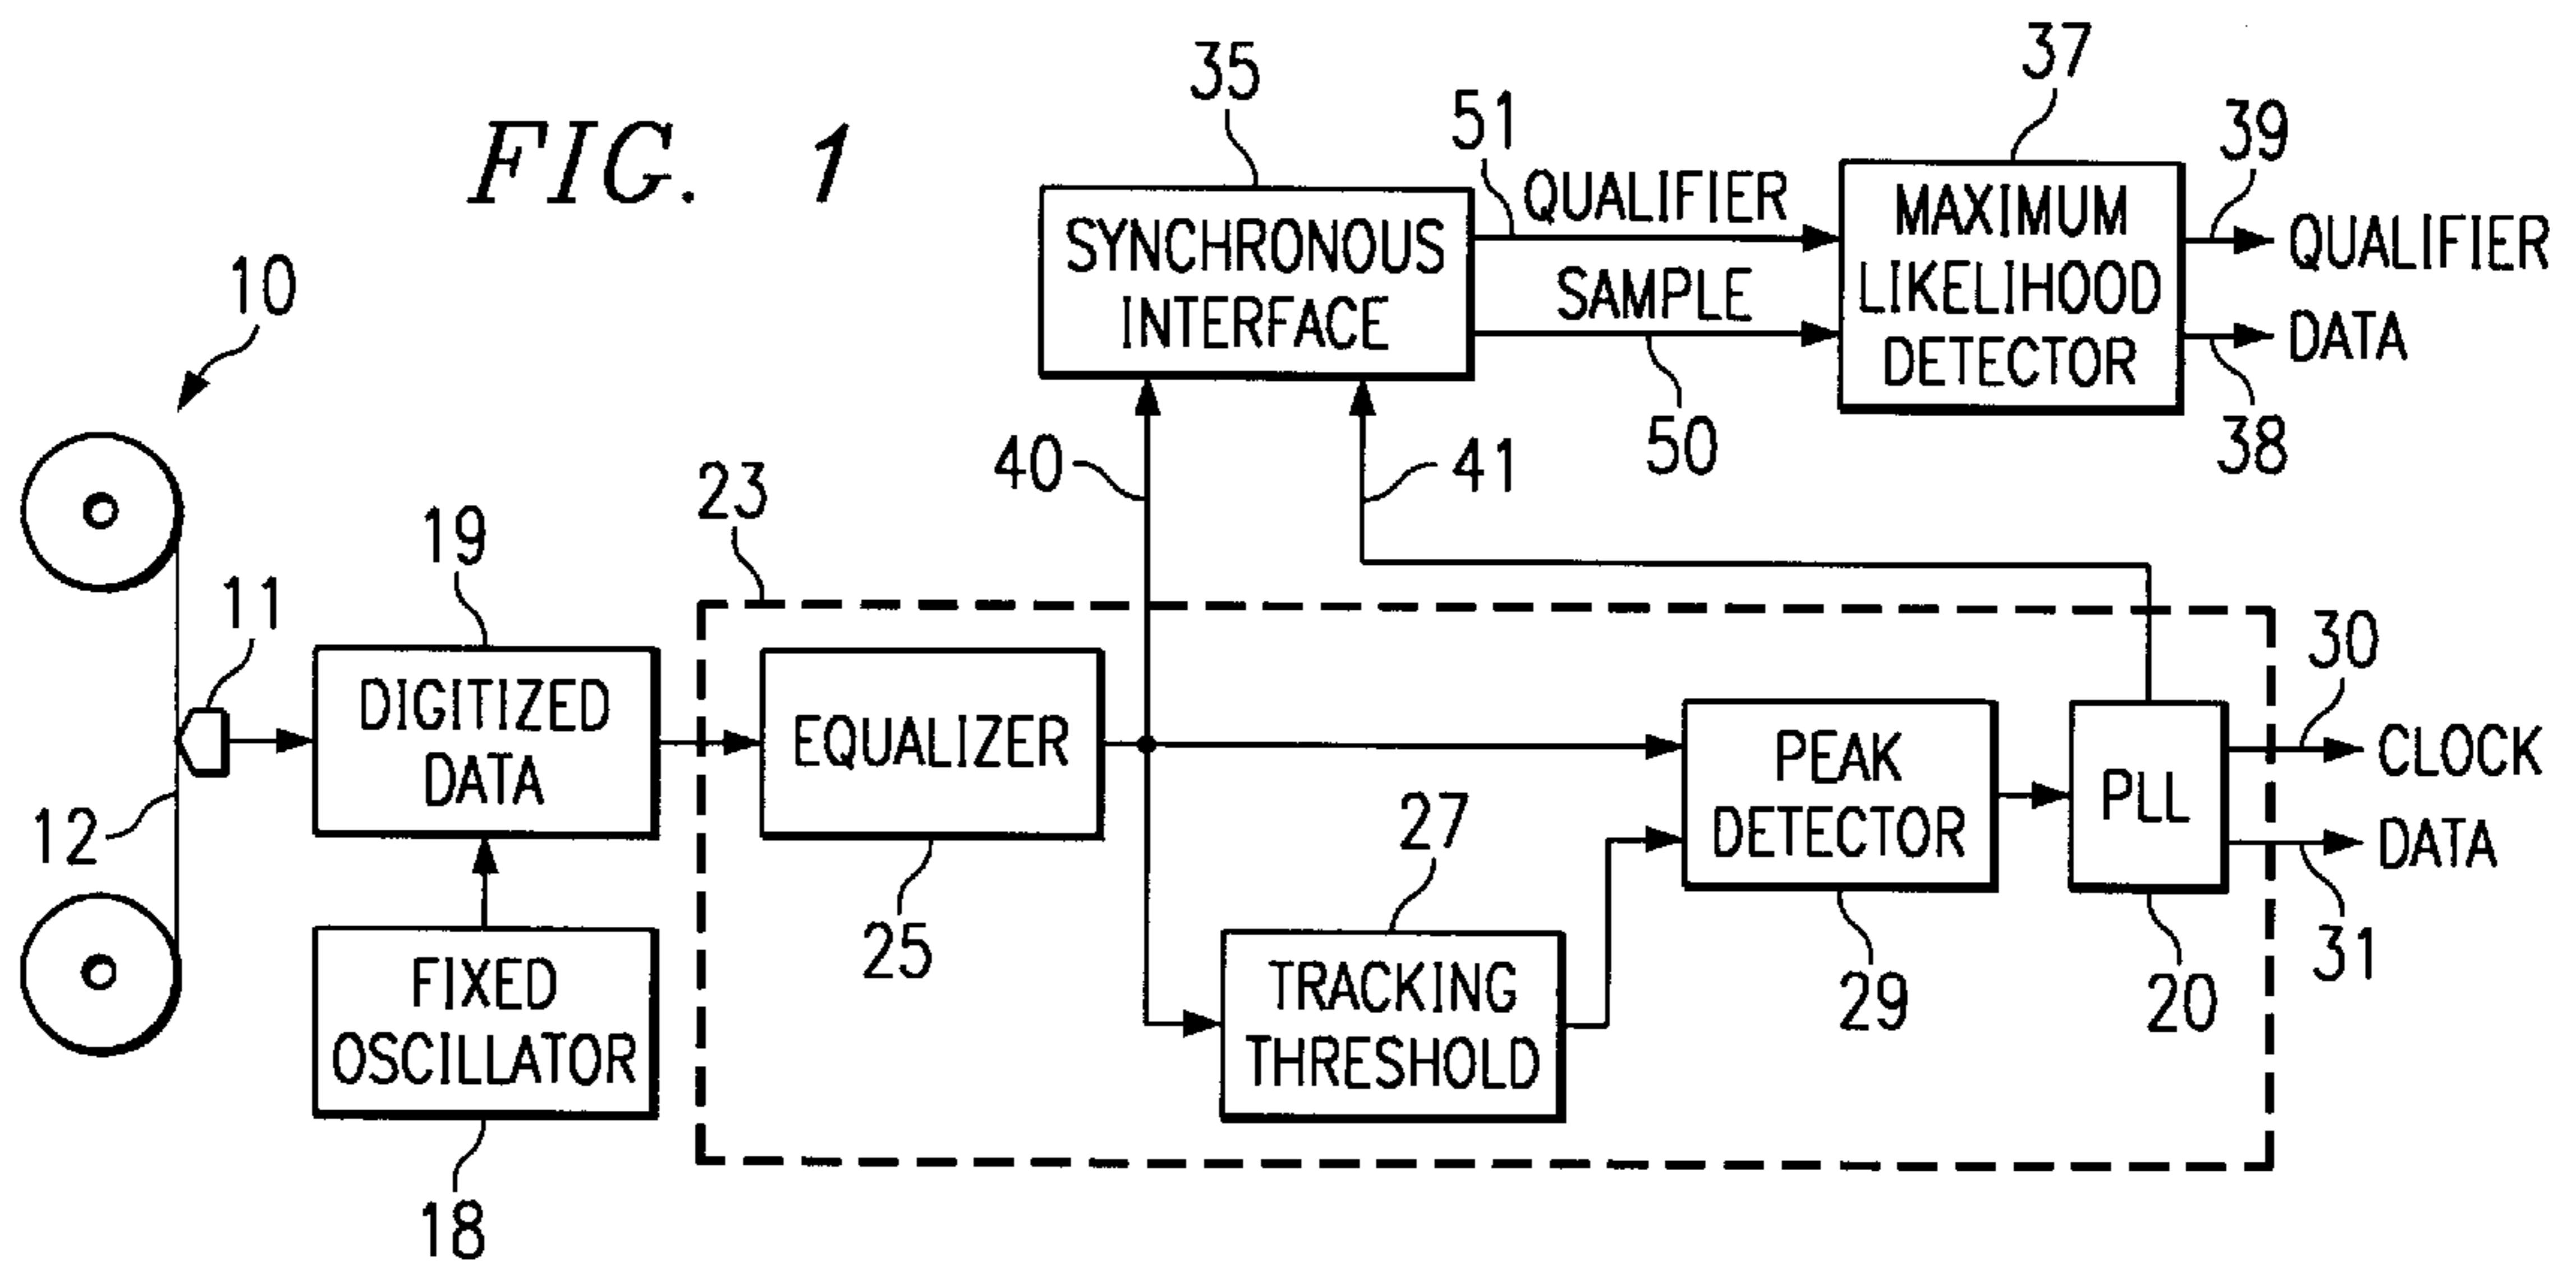 FIG. 1
35
37
51
39
QUALIFIER
SYNCHRONOUS
INTERFACE
SAMPLE
MAXIMUM
LIKELIHOOD
DETECTOR
QUALIFIER
DATA
10
40
41
50
38
23
19
11
12
DIGITIZED
DATA
EQUALIZER
25
27
PEAK
DETECTOR
29
PLL
20
30
CLOCK
DATA
31
FIXED
OSCILLATOR
18
TRACKING
THRESHOLD